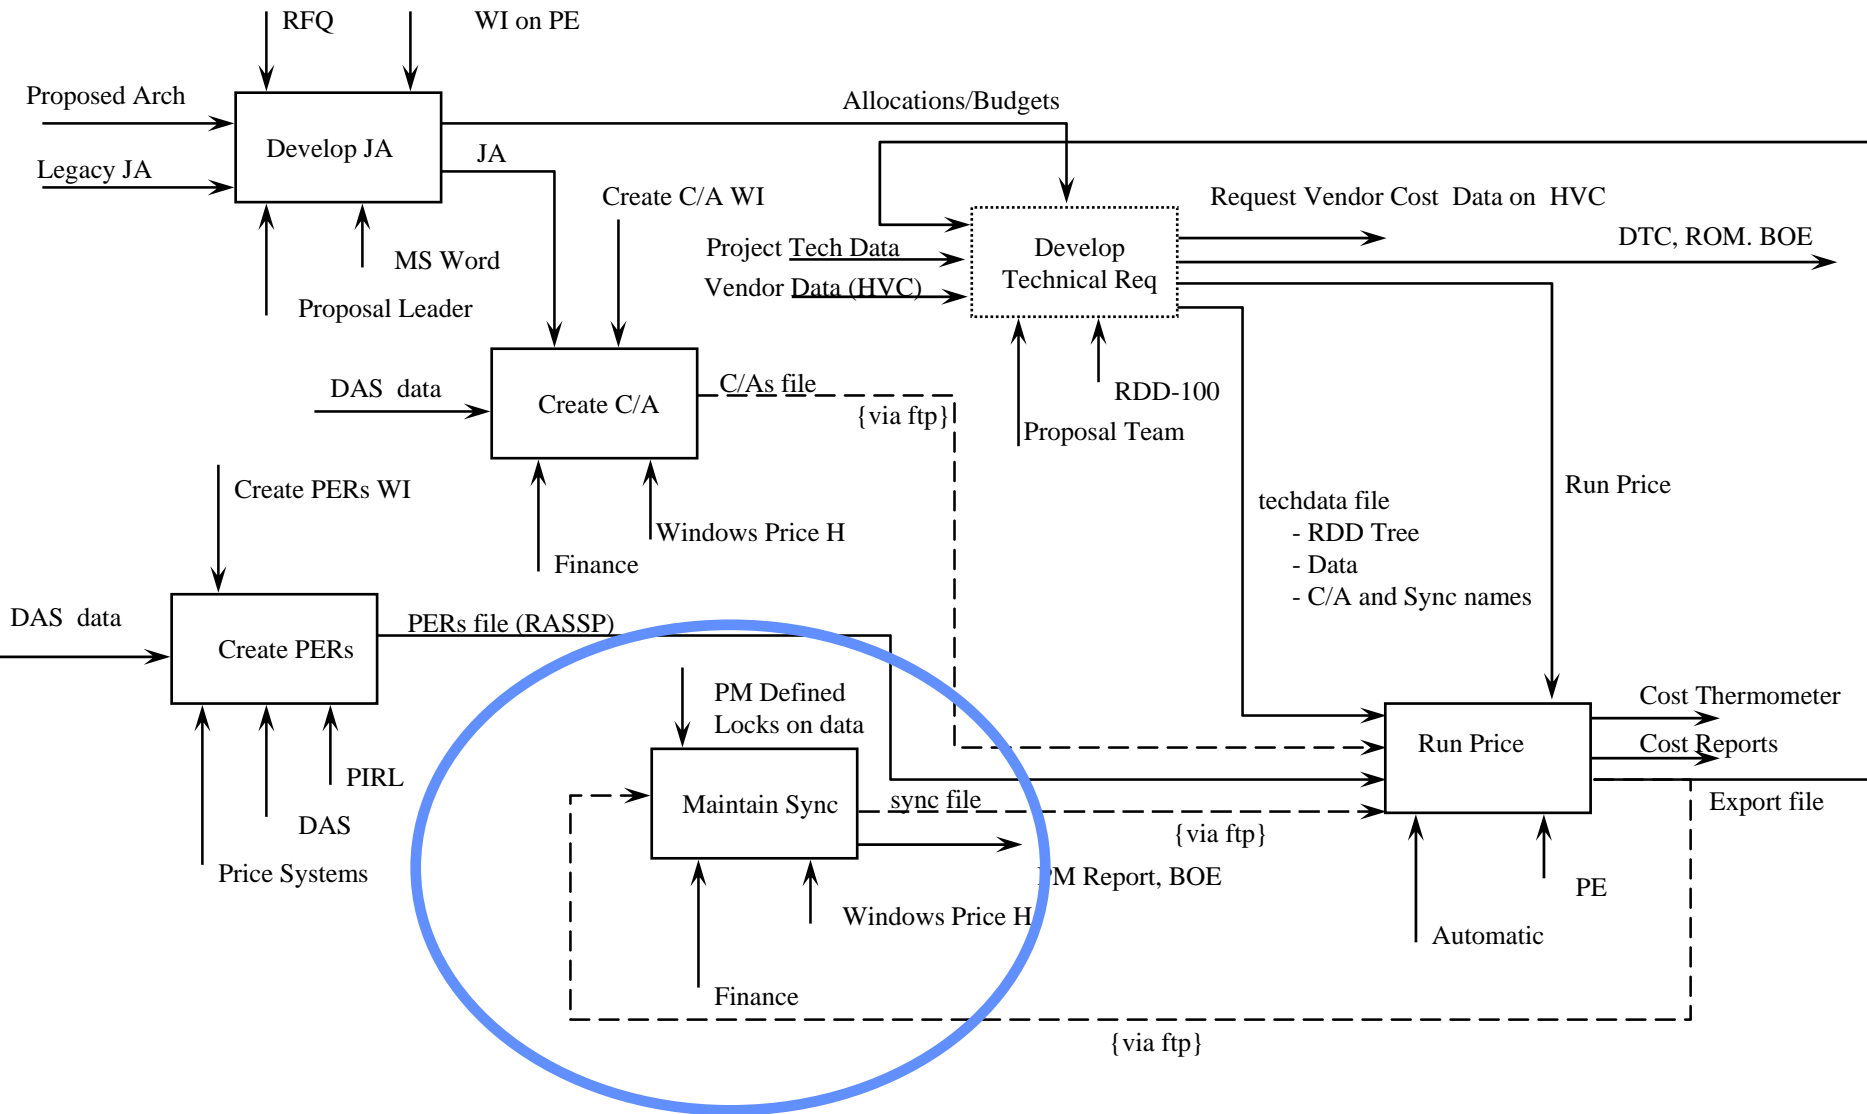 RFQ
WI on PE
Proposed Arch
Allocations/Budgets
Develop JA
JA
Legacy JA
Create C/A WI
Request Vendor Cost Data on HVC
Project Tech Data
Develop
Technical Req
DTC, ROM. BOE
MS Word
Vendor Data (HVC)
Proposal Leader
DAS data
C/As file
Create C/A
{via ftp}
RDD-100
Proposal Team
Create PERs WI
Run Price
techdata file
- RDD Tree
- Data
- C/A and Sync names
Windows Price H
Finance
DAS data
PERs file (RASSP)
Create PERs
PM Defined
Locks on data
Cost Thermometer
Run Price
Cost Reports
PIRL
Maintain Sync
sync file
Export file
DAS
{via ftp}
Price Systems
PM Report, BOE
PE
Windows Price H
Automatic
Finance
{via ftp}